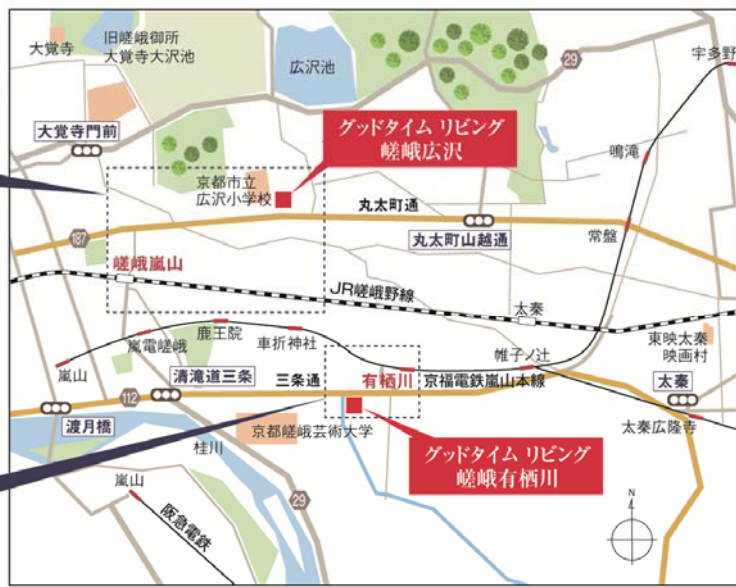 大覚寺
旧嵯峨御所
大覚寺大沢池
広沢池
29
宇多野
大覚寺門前
グッドタイム リビング
嵯峨広沢
鳴滝
京都市立
広沢小学校
丸太町通
187
丸太町山越通
常盤
嵯峨嵐山
JR嵯峨野線
太秦
東映太秦
映画村
鹿王院
嵐電嵯峨
車折神社
嵐山
帷子ノ辻
清滝道三条
三条通
有栖川
京福電鉄嵐山本線
太秦
112
渡月橋
京都嵯峨芸術大学
太秦広隆寺
桂川
グッドタイム リビング
嵯峨有栖川
嵐山
29
阪急電鉄
N